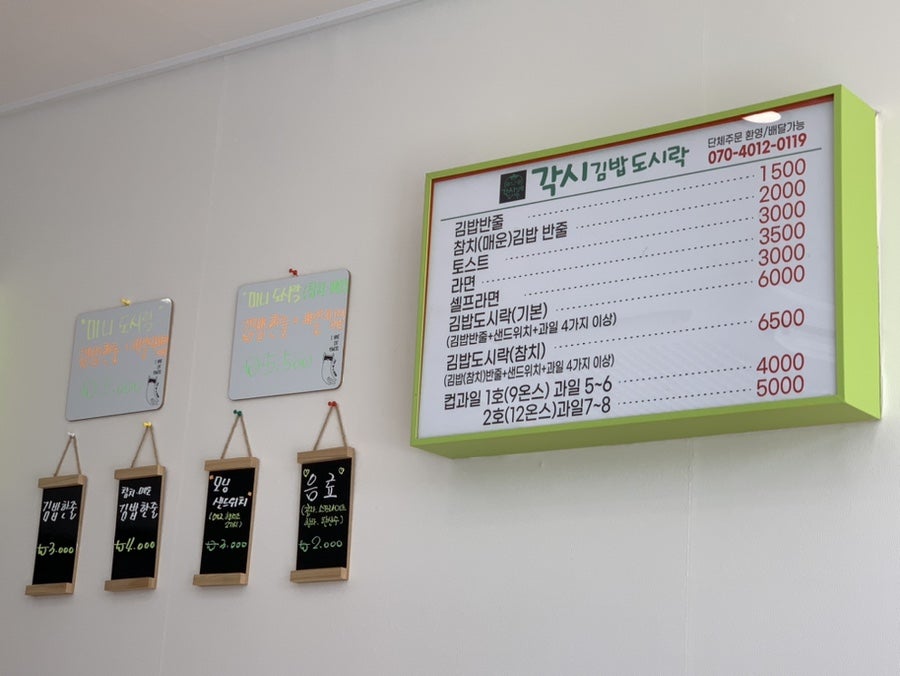 각시김밥도시락
단체주문 환영/배달가능
070-4012-0119
김밥반줄 1500
참치(매운)김밥 반줄 2000
토스트 3000
라면 3500
셀프라면 3000
김밥도시락(기본) 6000
(김밥반줄+샌드위치+과일 4가지 이상)
김밥도시락(참치) 6500
(김밥(참치)반줄+샌드위치+과일 4가지 이상)
컵과일 1호(9온스) 과일 5~6 4000
2호(12온스)과일7~8 5000
"미니 도시락"
"미니 도시락
₩5,500
김밥한줄
₩3.000
김밥한줄
₩4.000
"모닝
샌드위치"
₩3.000
음료
₩2.000